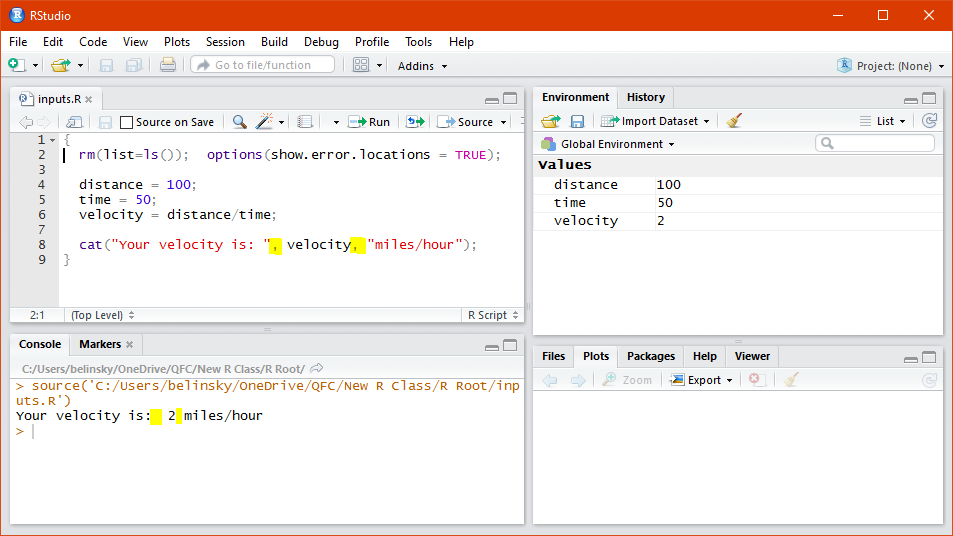 RStudio
File Edit Code View Plots Session Build Debug Profile Tools Help
Go to file/function Addins Project: (None)
inputs.R
Source on Save Run Source
1 {
2 rm(list=ls()); options(show.error.locations = TRUE);
3
4 distance = 100;
5 time = 50;
6 velocity = distance/time;
7
8 cat("Your velocity is: ", velocity, "miles/hour");
9 }
2:1 (Top Level) R Script
Console Markers
C:/Users/belinsky/OneDrive/QFC/New R Class/R Root/
> source('C:/Users/belinsky/OneDrive/QFC/New R Class/R Root/inp
uts.R')
Your velocity is:  2 miles/hour
>
Environment History
Import Dataset List
Global Environment
Values
distance 100
time 50
velocity 2
Files Plots Packages Help Viewer
Zoom Export